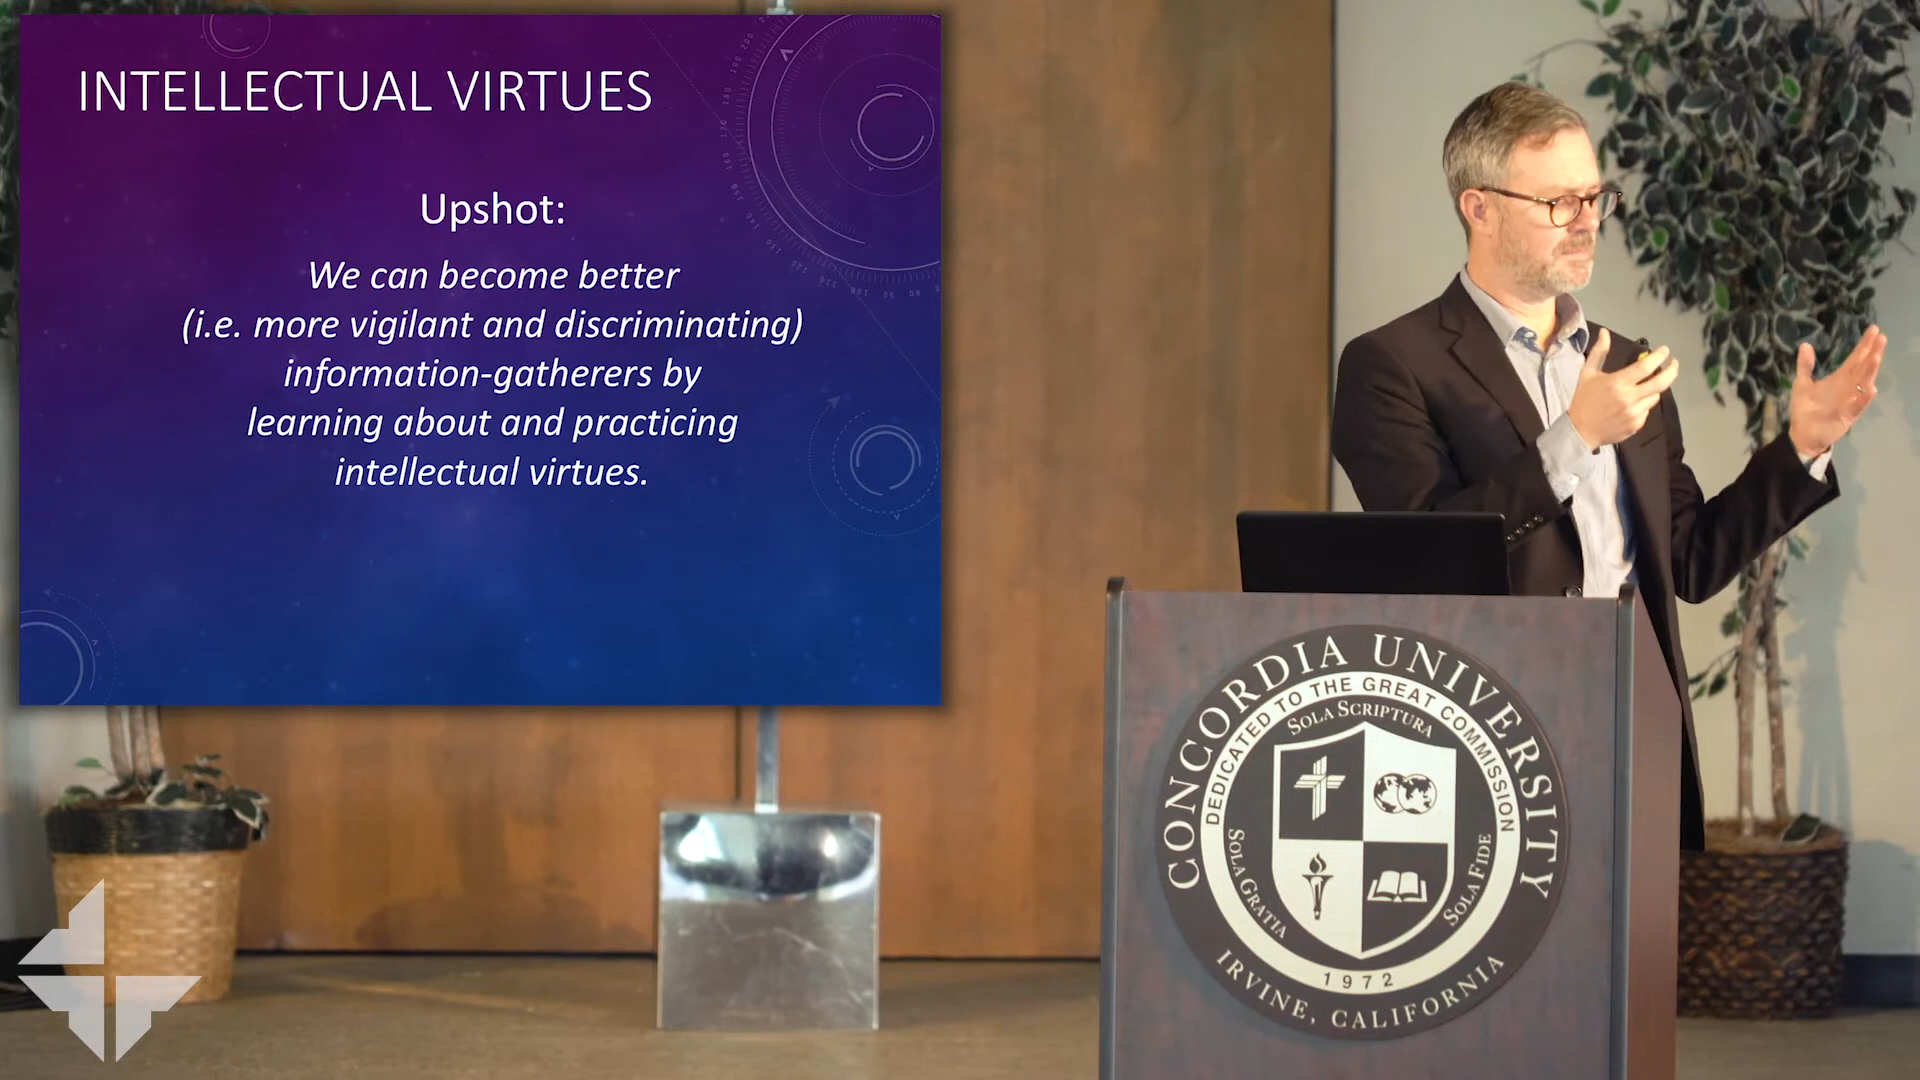 INTELLECTUAL VIRTUES
Upshot:
We can become better
(i.e. more vigilant and discriminating)
information-gatherers by
learning about and practicing
intellectual virtues.
CONCORDIA UNIVERSITY
DEDICATED TO THE GREAT COMMISSION
SOLA SCRIPTURA
SOLA GRATIA
SOLA FIDE
1972
IRVINE, CALIFORNIA